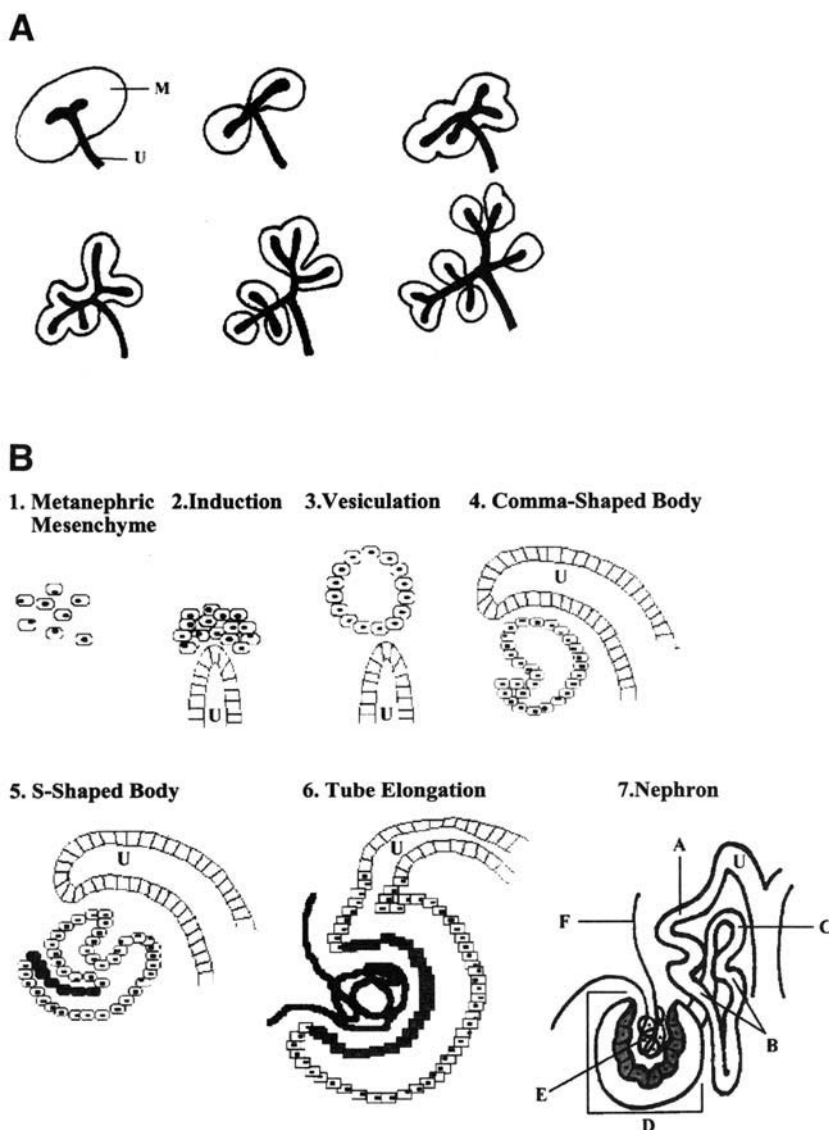 A
M
U
B
1. Metanephric Mesenchyme
2.Induction
3.Vesiculation
4. Comma-Shaped Body
U
U
U
5. S-Shaped Body
6. Tube Elongation
7.Nephron
U
U
A
U
F
C
B
E
D